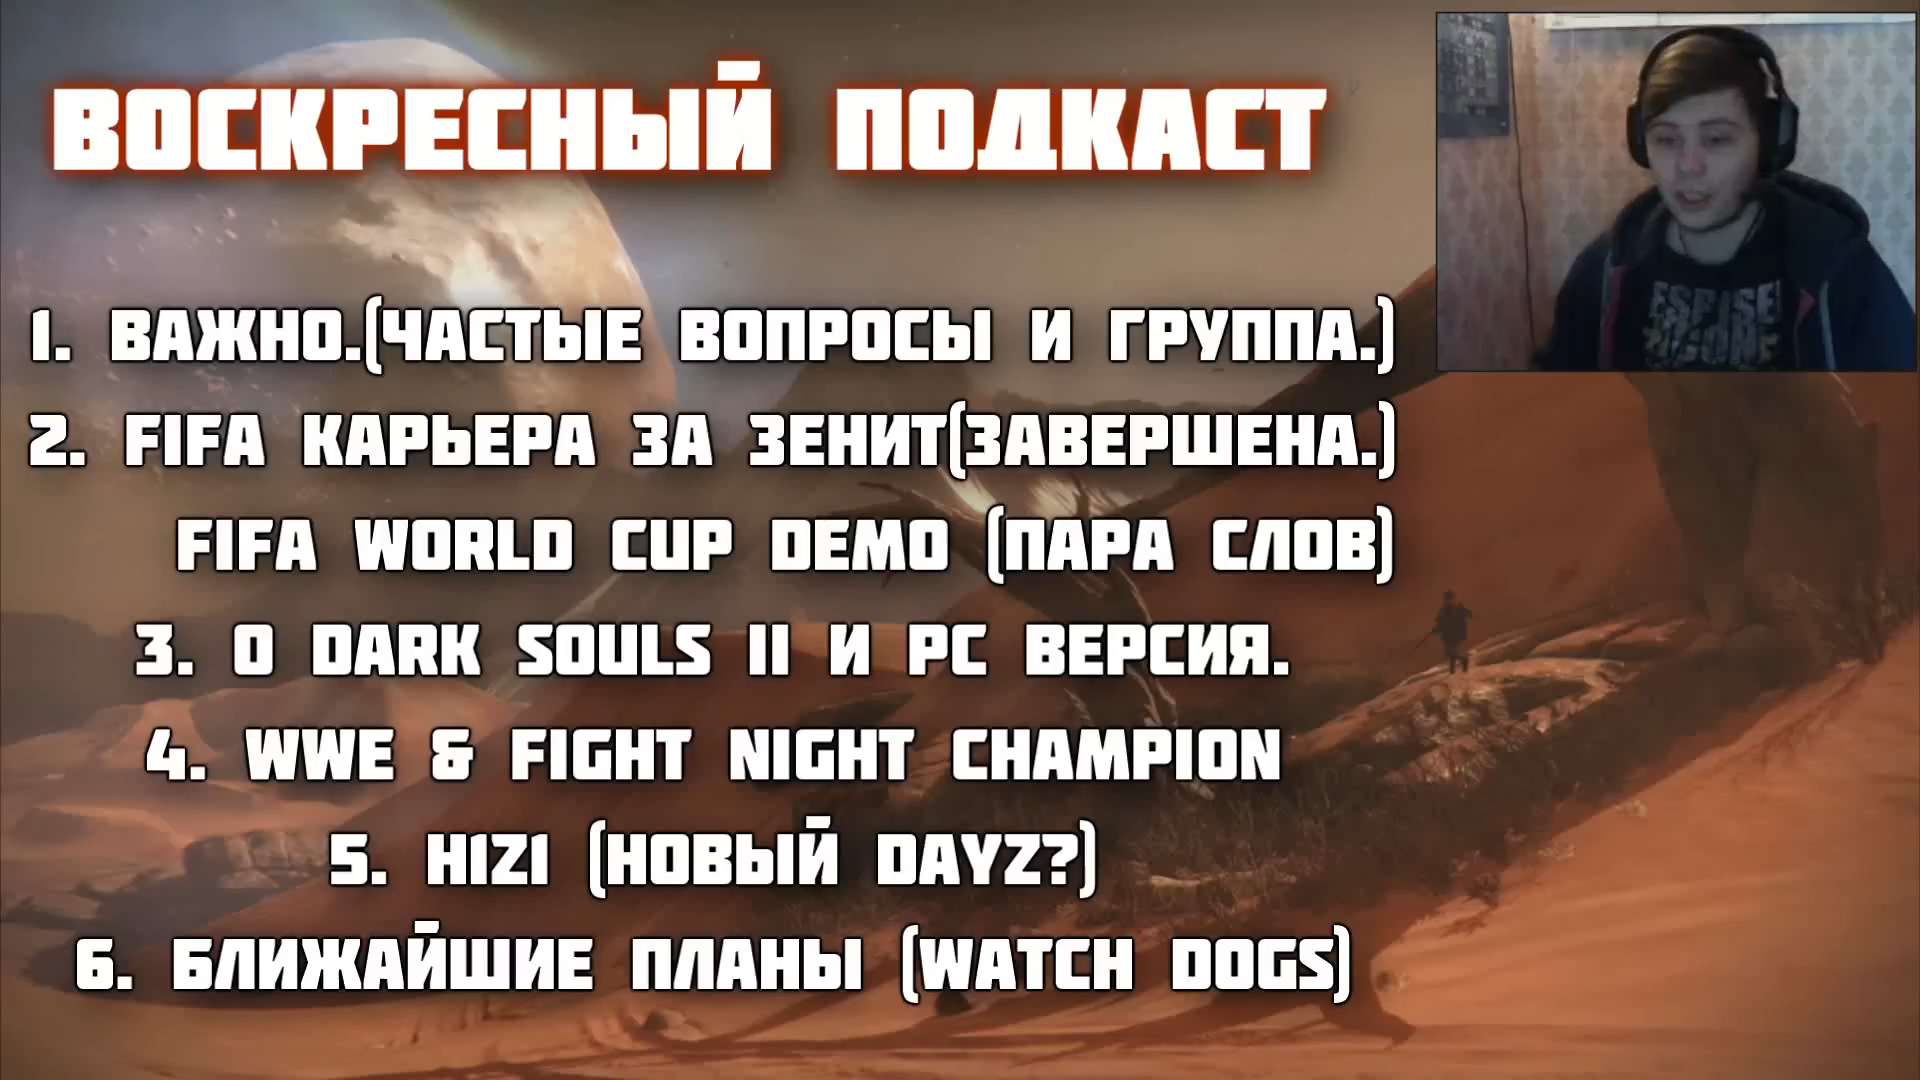 ВОСКРЕСНЫЙ ПОДКАСТ
1. ВАЖНО.(ЧАСТЫЕ ВОПРОСЫ И ГРУППА.)
2. FIFA КАРЬЕРА ЗА ЗЕНИТ(ЗАВЕРШЕНА.)
FIFA WORLD CUP DEMO (ПАРА СЛОВ)
3. О DARK SOULS II И PC ВЕРСИЯ.
4. WWE & FIGHT NIGHT CHAMPION
5. H1Z1 (НОВЫЙ DAYZ?)
6. БЛИЖАЙШИЕ ПЛАНЫ (WATCH DOGS)